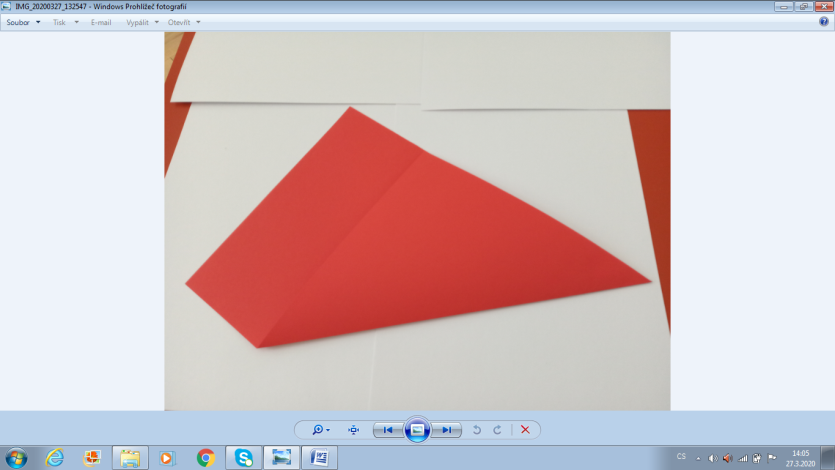 IMG_20200327_132547 - Windows Prohlížeč fotografií
Soubor Tisk E-mail Vypálit Otevřít
CS 14:05
27.3.2020